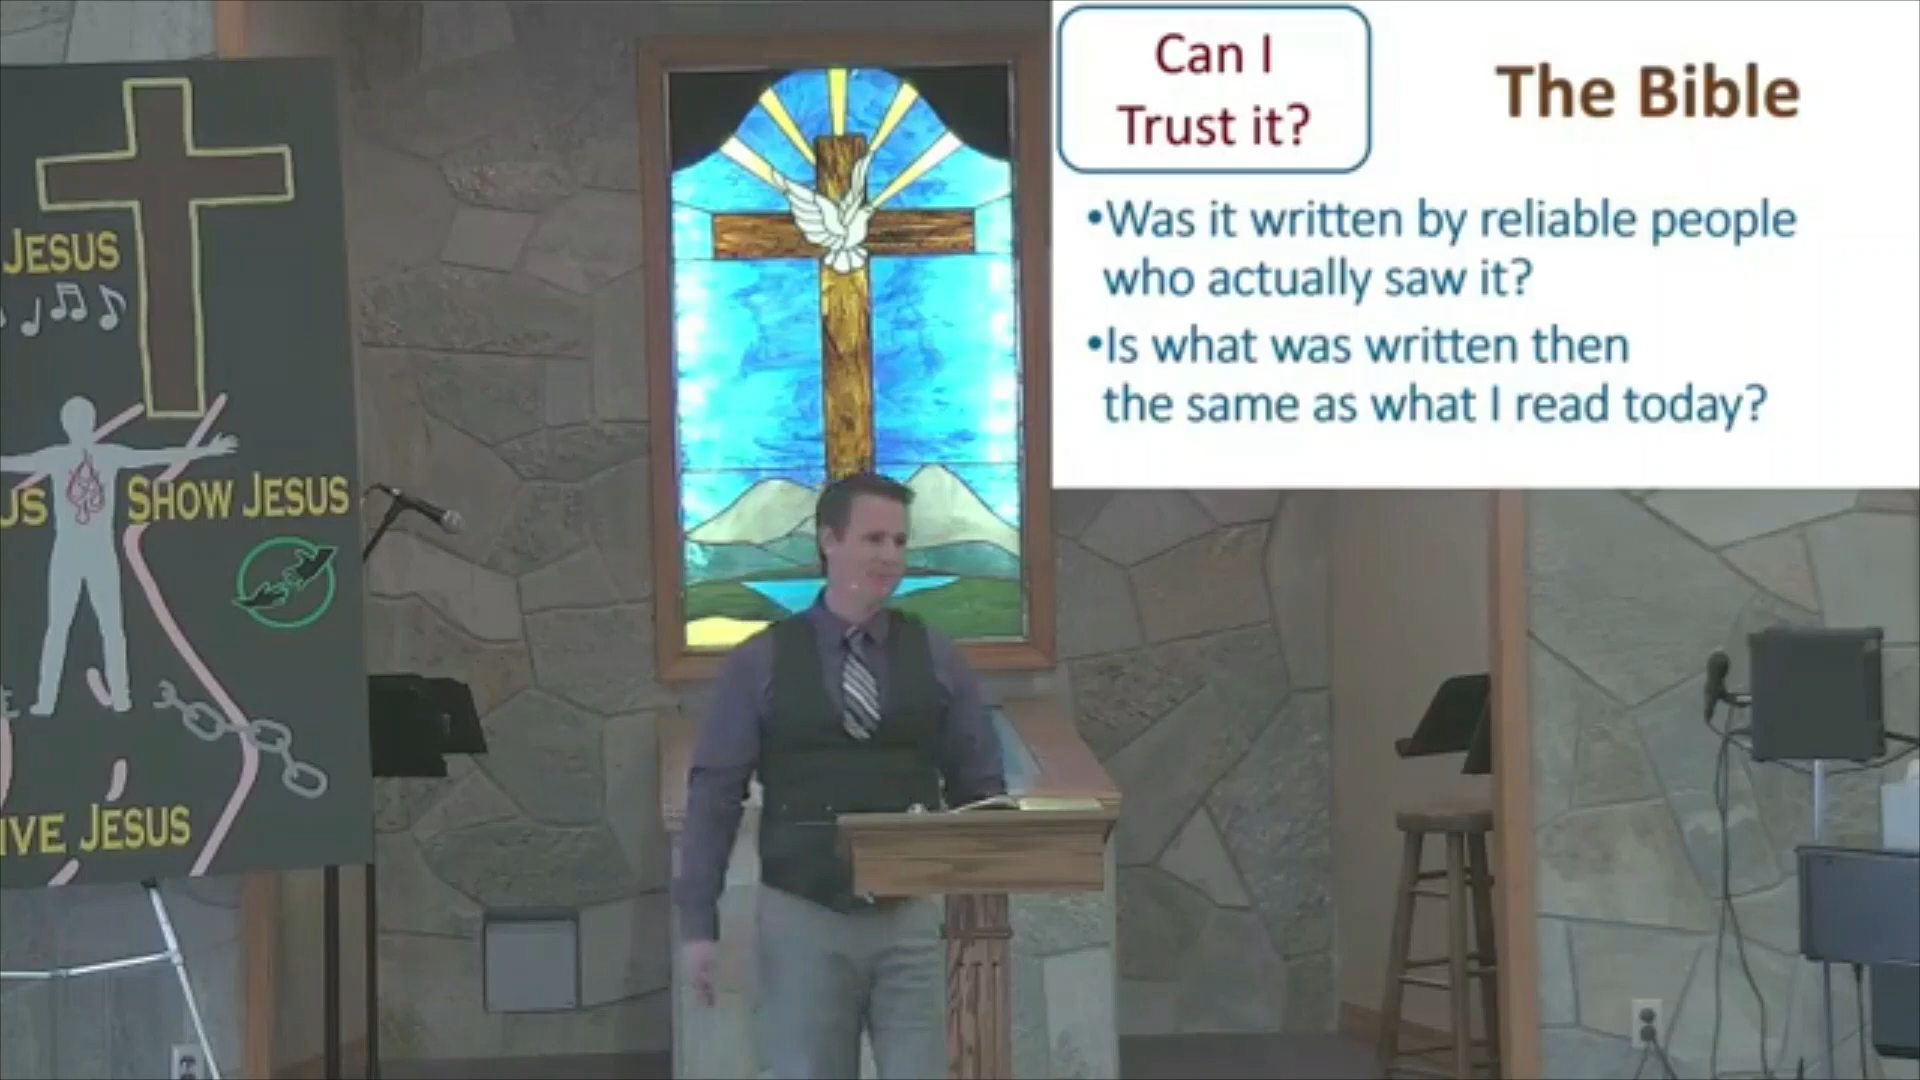 JESUS
US
SHOW JESUS
IVE JESUS
Can I
Trust it?
The Bible
•Was it written by reliable people
who actually saw it?
•Is what was written then
the same as what I read today?